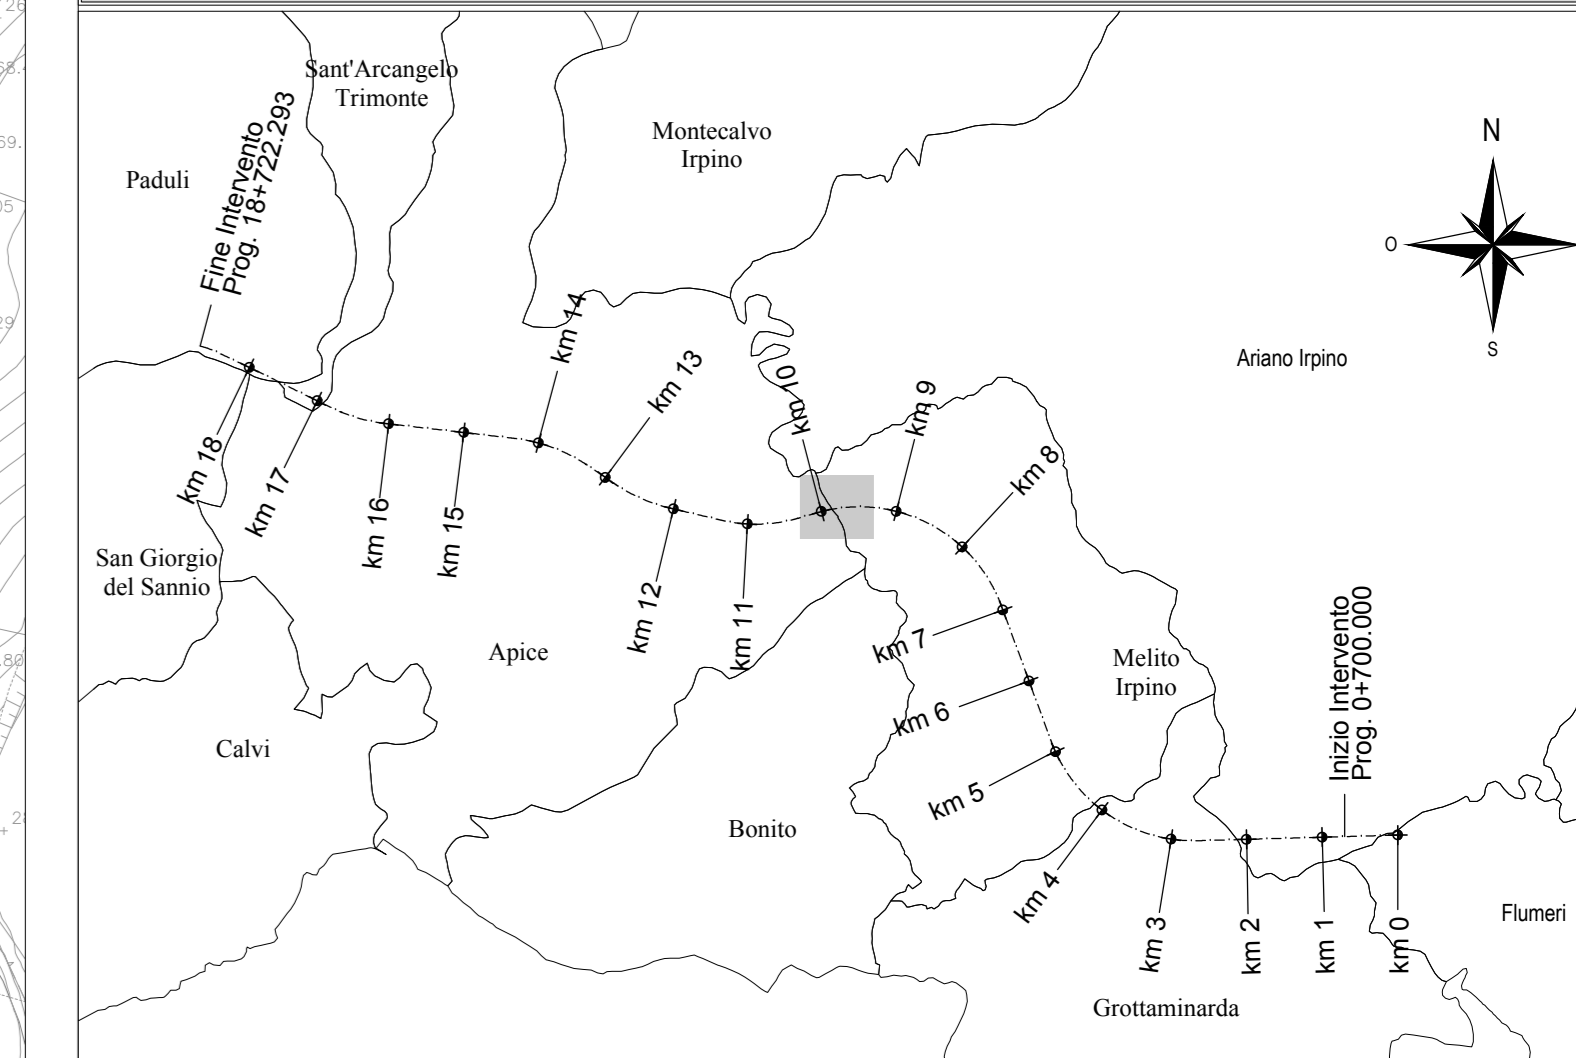 Sant'Arcangelo
Trimonte
Montecalvo
Irpino
N
Paduli
Fine Intervento
Prog. 18+722.293
O
S
Ariano Irpino
km 14
km 13
km 10
km 9
km 8
km 18
km 17
km 16
km 15
km 12
km 11
km 7
km 6
km 5
San Giorgio
del Sannio
Apice
Melito
Irpino
Inizio Intervento
Prog. 0+700.000
Calvi
Bonito
km 4
km 3
km 2
km 1
km 0
Flumeri
Grottaminarda